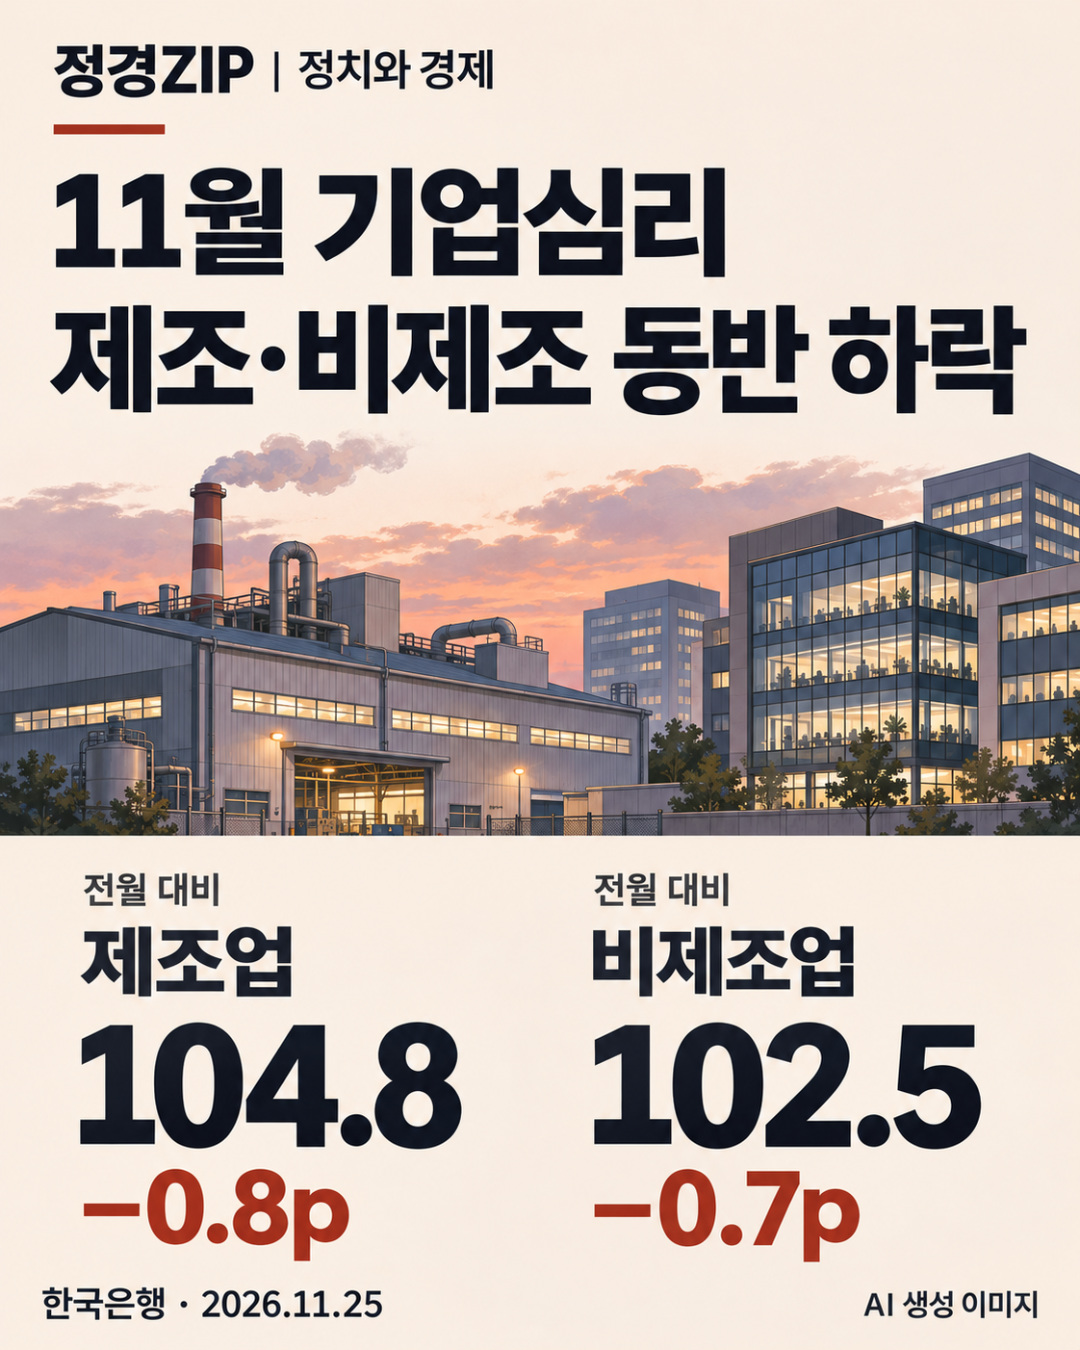 정경ZIP | 정치와 경제
11월 기업심리
제조·비제조 동반 하락
전월 대비
제조업
104.8
–0.8p
전월 대비
비제조업
102.5
–0.7p
한국은행 · 2026.11.25
AI 생성 이미지